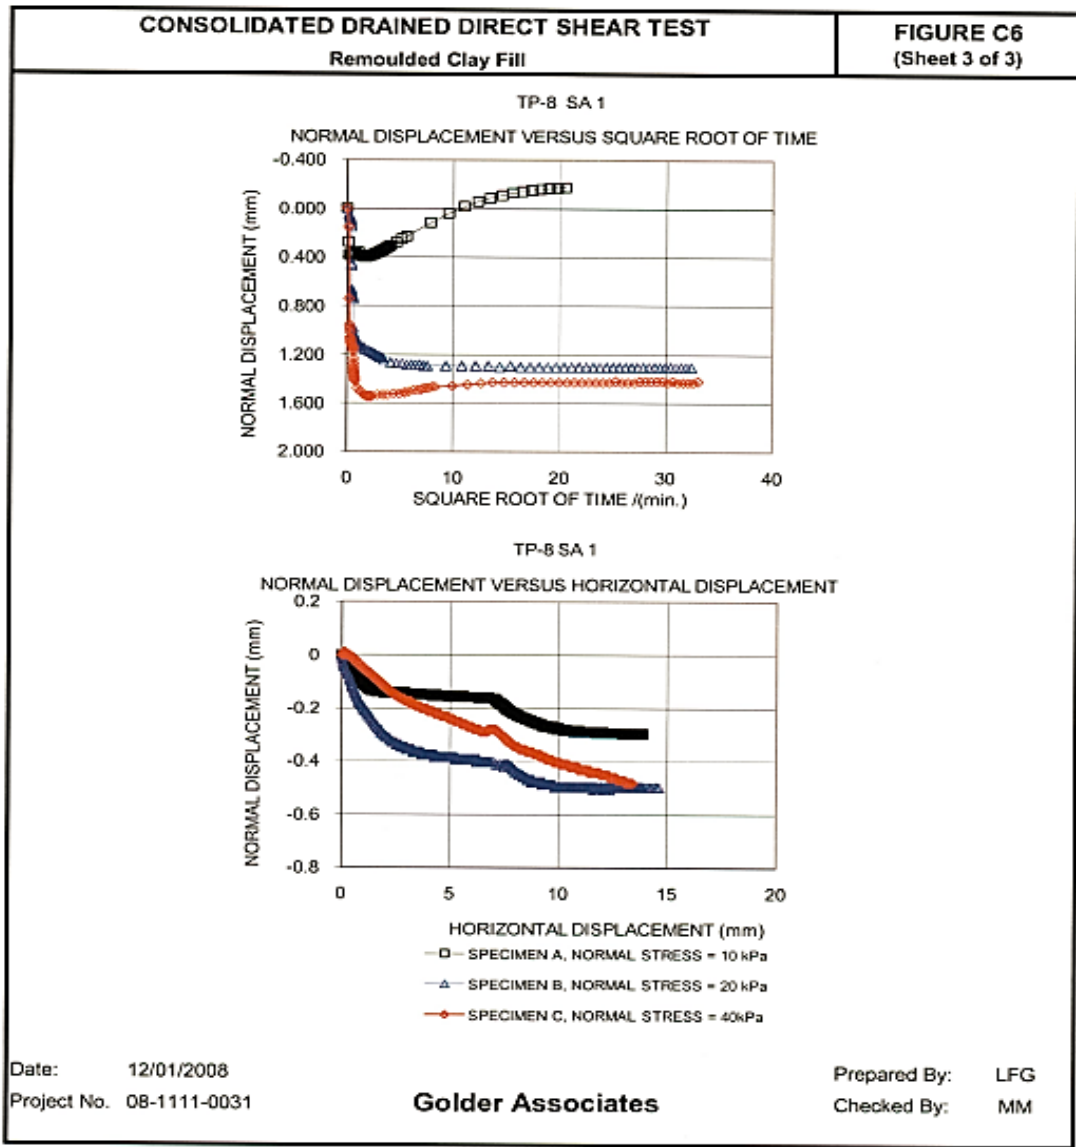 CONSOLIDATED DRAINED DIRECT SHEAR TEST
Remoulded Clay Fill
FIGURE C6
(Sheet 3 of 3)
TP-8 SA 1
NORMAL DISPLACEMENT VERSUS SQUARE ROOT OF TIME
NORMAL DISPLACEMENT (mm)
-0.400
0.000
0.400
0.800
1.200
1.600
2.000
0 10 20 30 40
SQUARE ROOT OF TIME /(min.)
TP-8 SA 1
NORMAL DISPLACEMENT VERSUS HORIZONTAL DISPLACEMENT
NORMAL DISPLACEMENT (mm)
0.2
0
-0.2
-0.4
-0.6
-0.8
0 5 10 15 20
HORIZONTAL DISPLACEMENT (mm)
SPECIMEN A, NORMAL STRESS = 10 kPa
SPECIMEN B, NORMAL STRESS = 20 kPa
SPECIMEN C, NORMAL STRESS = 40kPa
Date: 12/01/2008
Project No. 08-1111-0031
Golder Associates
Prepared By: LFG
Checked By: MM